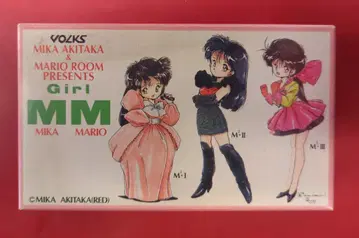 VOLKS
MIKA AKITAKA
&
MARIO ROOM
PRESENTS
Girl
MM
MIKA MARIO
M-I
M-II
M-III
©MIKA AKITAKA(RED)